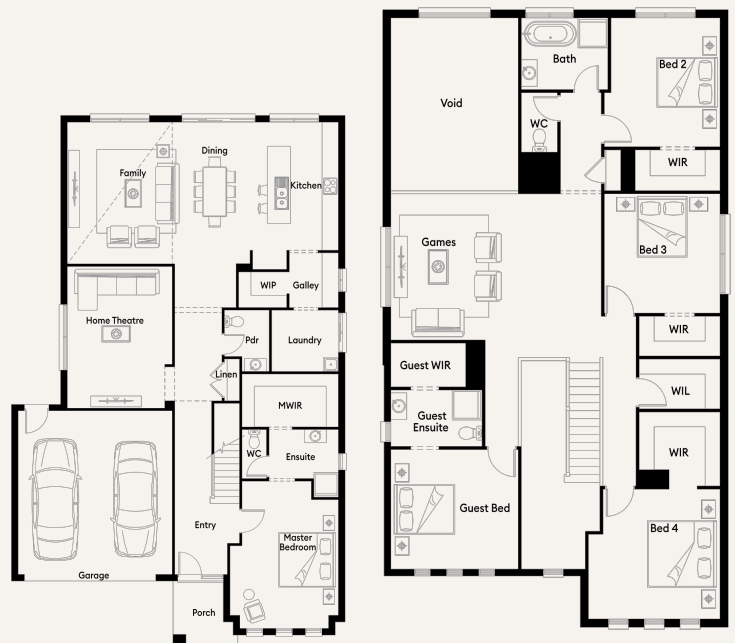 Dining
Family
Kitchen
WIP
Galley
Home Theatre
Pdr
Laundry
Linen
MWIR
WC
Ensuite
Entry
Master
Bedroom
Garage
Porch
Bath
Bed 2
Void
WC
WIR
Games
Bed 3
WIR
Guest WIR
WIL
Guest
Ensuite
WIR
Guest Bed
Bed 4